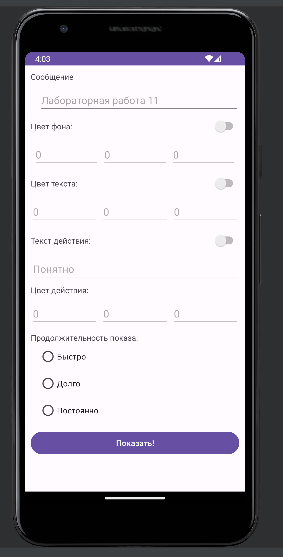 4:03
Сообщение
Лабораторная работа 11
Цвет фона:
0 0 0
Цвет текста:
0 0 0
Текст действия:
Понятно
Цвет действия:
0 0 0
Продолжительность показа:
Быстро
Долго
Постоянно
Показать!